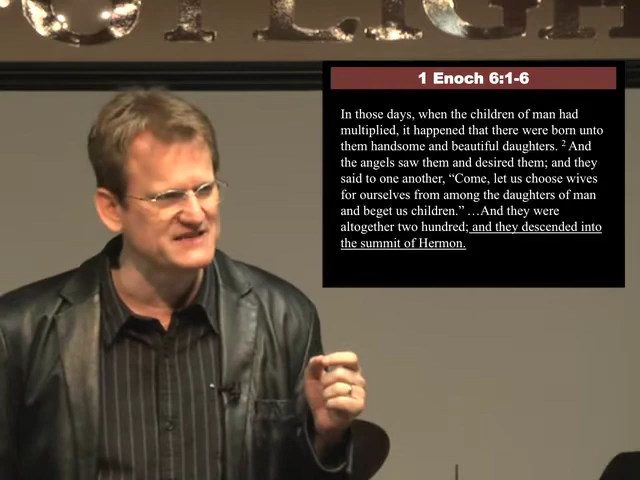 OTLIGH
1 Enoch 6:1-6
In those days, when the children of man had
multiplied, it happened that there were born unto
them handsome and beautiful daughters. 2 And
the angels saw them and desired them; and they
said to one another, “Come, let us choose wives
for ourselves from among the daughters of man
and beget us children.” …And they were
altogether two hundred; and they descended into
the summit of Hermon.